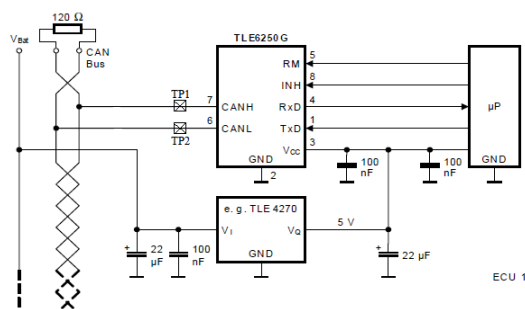 120 Ω
V Bat
CAN
Bus
TLE6250G
TP1
TP2
7 CANH
6 CANL
RM 5
INH 8
RxD 4
TxD 1
Vcc 3
GND
2
µP
GND
100
nF
100
nF
e. g. TLE 4270
VI
VQ
GND
5 V
+
22
µF
100
nF
+
22 µF
ECU 1